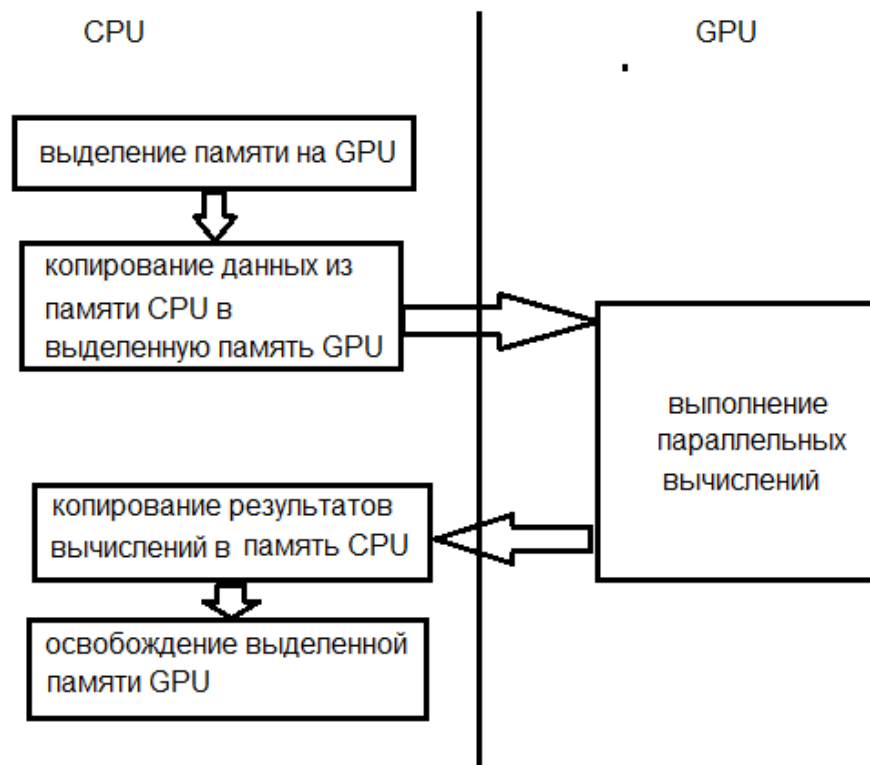 CPU
GPU
выделение памяти на GPU
копирование данных из
памяти CPU в
выделенную память GPU
выполнение
параллельных
вычислений
копирование результатов
вычислений в память CPU
освобождение выделенной
памяти GPU